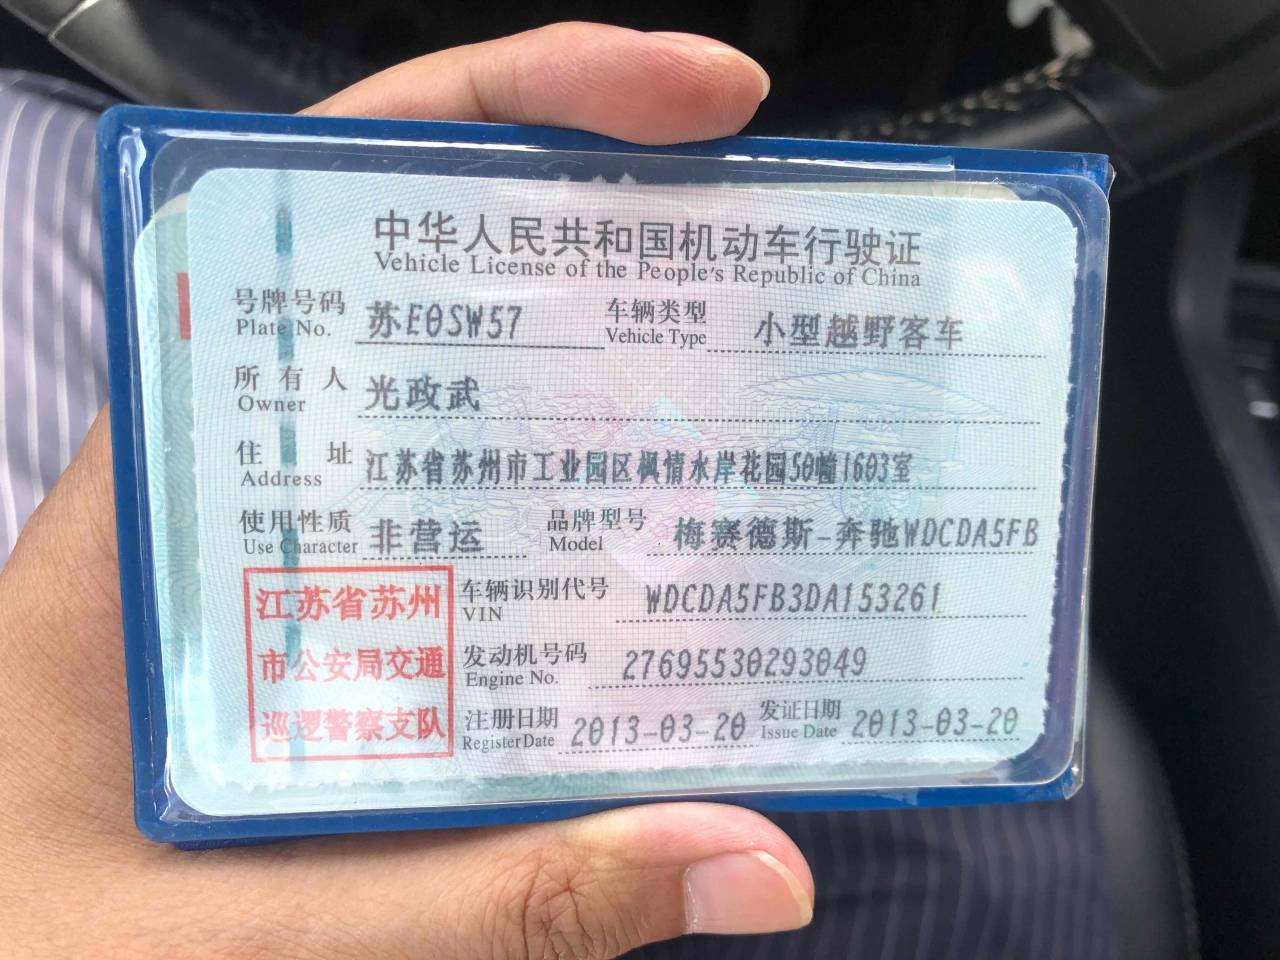 中华人民共和国机动车行驶证
Vehicle License of the People's Republic of China
号牌号码 苏E0SW57 车辆类型 小型越野客车
Plate No. Vehicle Type
所有人 光政武
Owner
住址 江苏省苏州市工业园区枫情水岸花园50幢1603室
Address
使用性质 非营运 品牌型号 梅赛德斯-奔驰WDCDA5FB
Use Character Model
江苏省苏州
市公安局交通
巡逻警察支队
车辆识别代号 WDCDA5FB3DA153261
VIN
发动机号码 27695530293049
Engine No.
注册日期 2013-03-20 发证日期 2013-03-20
Register Date Issue Date